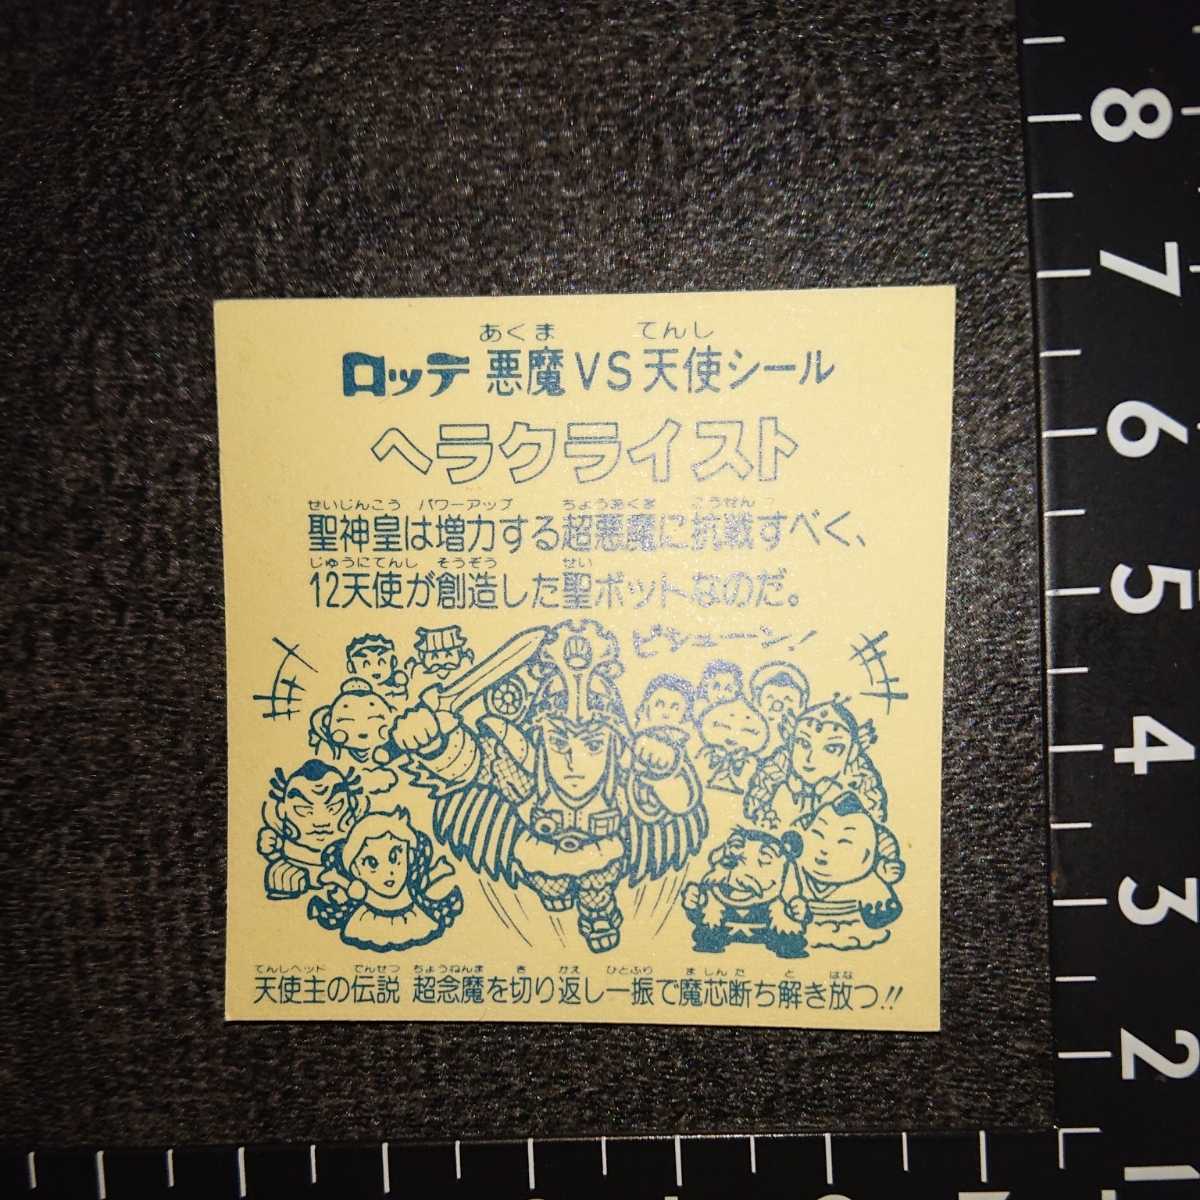 あくま てんし
ロッテ 悪魔VS天使シール
ヘラクライスト
せいじんこう パワーアップ ちょうあくま こうせん
聖神皇は増力する超悪魔に抗戦すべく、
じゅうにてんし そうぞう せい
12天使が創造した聖ボットなのだ。
ビシューーン!
てんしヘッド でんせつ ちょうねんま き かえ ひとふり ましんた と はな
天使主の伝説 超念魔を切り返し一振で魔芯断ち解き放つ!!
8
7
6
5
4
3
2
1